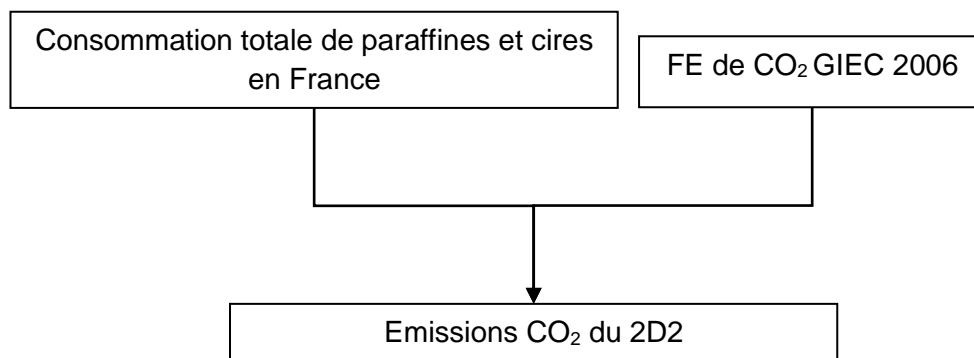 Consommation totale de paraffines et cires
en France
FE de CO₂ GIEC 2006
Emissions CO₂ du 2D2